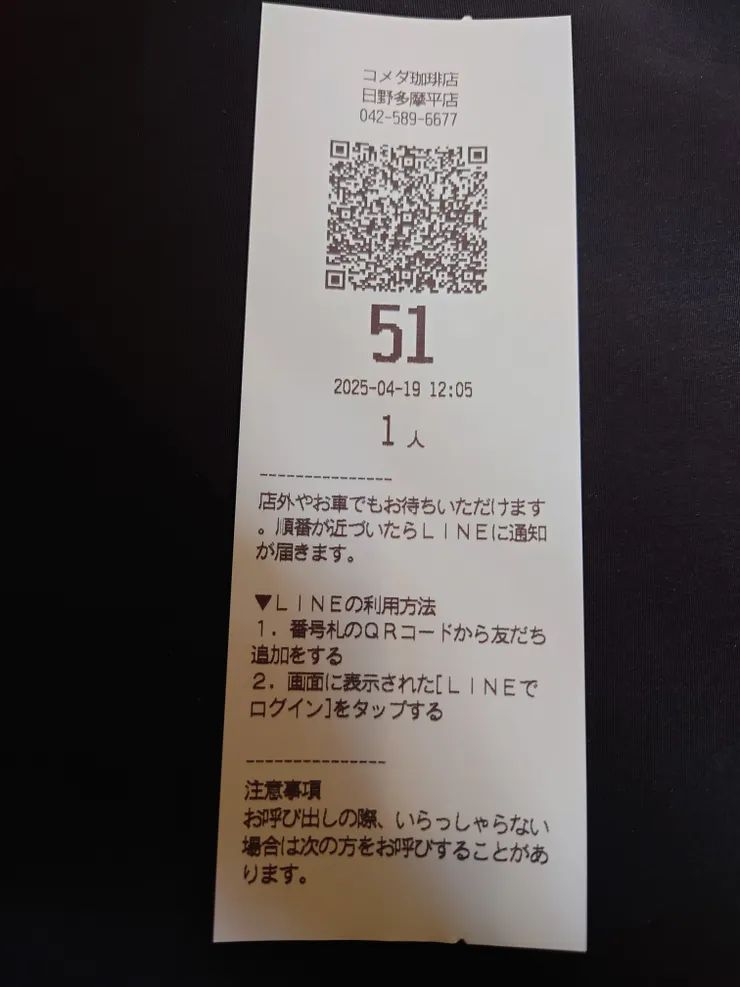 コメダ珈琲店
日野多摩平店
042-589-6677
51
2025-04-19 12:05
1人
---------------
店外やお車でもお待ちいただけます
。順番が近づいたらLINEに通知
が届きます。
▼LINEの利用方法
1.番号札のQRコードから友だち
追加をする
2.画面に表示された[LINEで
ログイン]をタップする
---------------
注意事項
お呼び出しの際、いらっしゃらない
場合は次の方をお呼びすることがあ
ります。